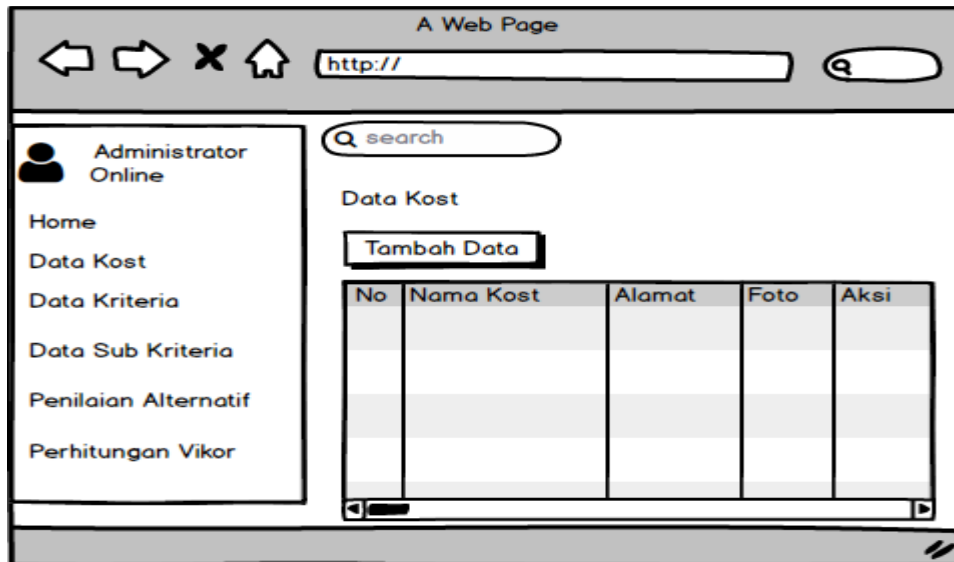 A Web Page
http://
Administrator
Online
Home
Data Kost
Data Kriteria
Data Sub Kriteria
Penilaian Alternatif
Perhitungan Vikor
search
Data Kost
Tambah Data
No Nama Kost Alamat Foto Aksi